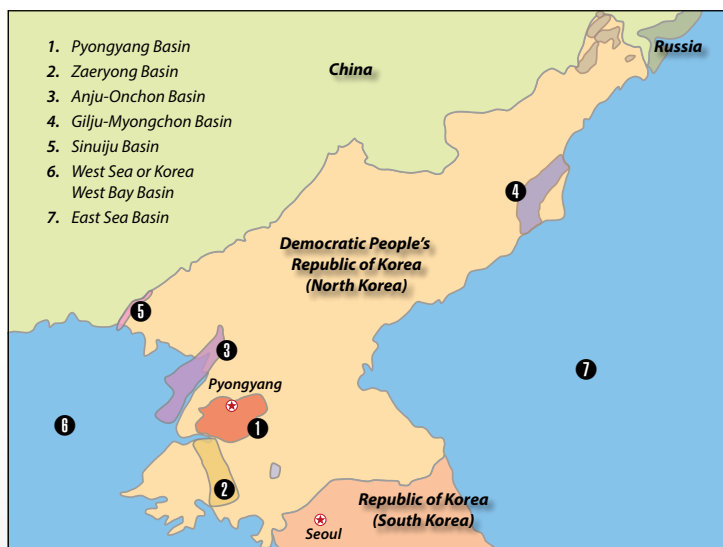 1. Pyongyang Basin
2. Zaeryong Basin
3. Anju-Onchon Basin
4. Gilju-Myongchon Basin
5. Sinuiju Basin
6. West Sea or Korea
West Bay Basin
7. East Sea Basin
China
Russia
4
Democratic People's
Republic of Korea
(North Korea)
5
3
7
Pyongyang
6
1
2
Republic of Korea
(South Korea)
Seoul